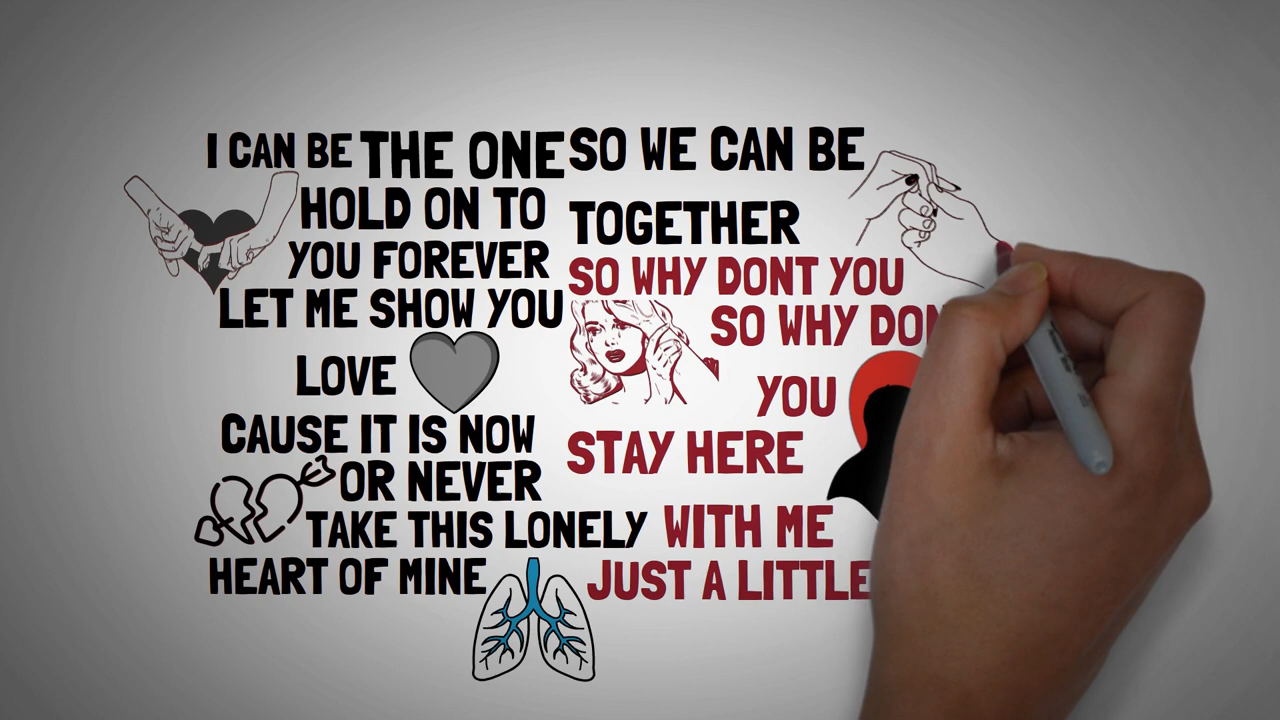 I CAN BE THE ONE
HOLD ON TO
YOU FOREVER
LET ME SHOW YOU
LOVE
CAUSE IT IS NOW
OR NEVER
TAKE THIS LONELY
HEART OF MINE
SO WE CAN BE
TOGETHER
SO WHY DONT YOU
SO WHY DON
YOU
STAY HERE
WITH ME
JUST A LITTLE